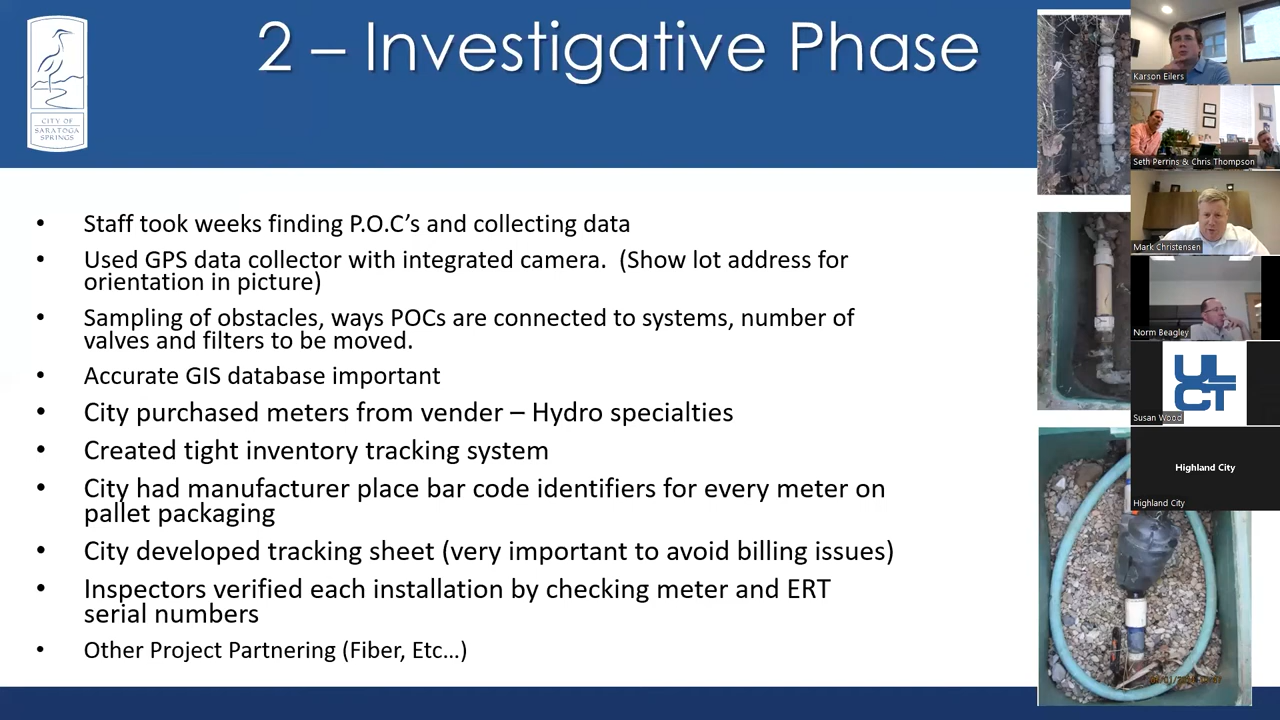 2 – Investigative Phase
CITY OF
SARATOGA
SPRINGS
• Staff took weeks finding P.O.C's and collecting data
• Used GPS data collector with integrated camera.  (Show lot address for
orientation in picture)
• Sampling of obstacles, ways POCs are connected to systems, number of
valves and filters to be moved.
• Accurate GIS database important
• City purchased meters from vender – Hydro specialties
• Created tight inventory tracking system
• City had manufacturer place bar code identifiers for every meter on
pallet packaging
• City developed tracking sheet (very important to avoid billing issues)
• Inspectors verified each installation by checking meter and ERT
serial numbers
• Other Project Partnering (Fiber, Etc…)
Karson Eilers
Seth Perrins & Chris Thompson
Mark Christensen
Norm Beagley
UL
CT
Susan Wood
Highland City
Highland City